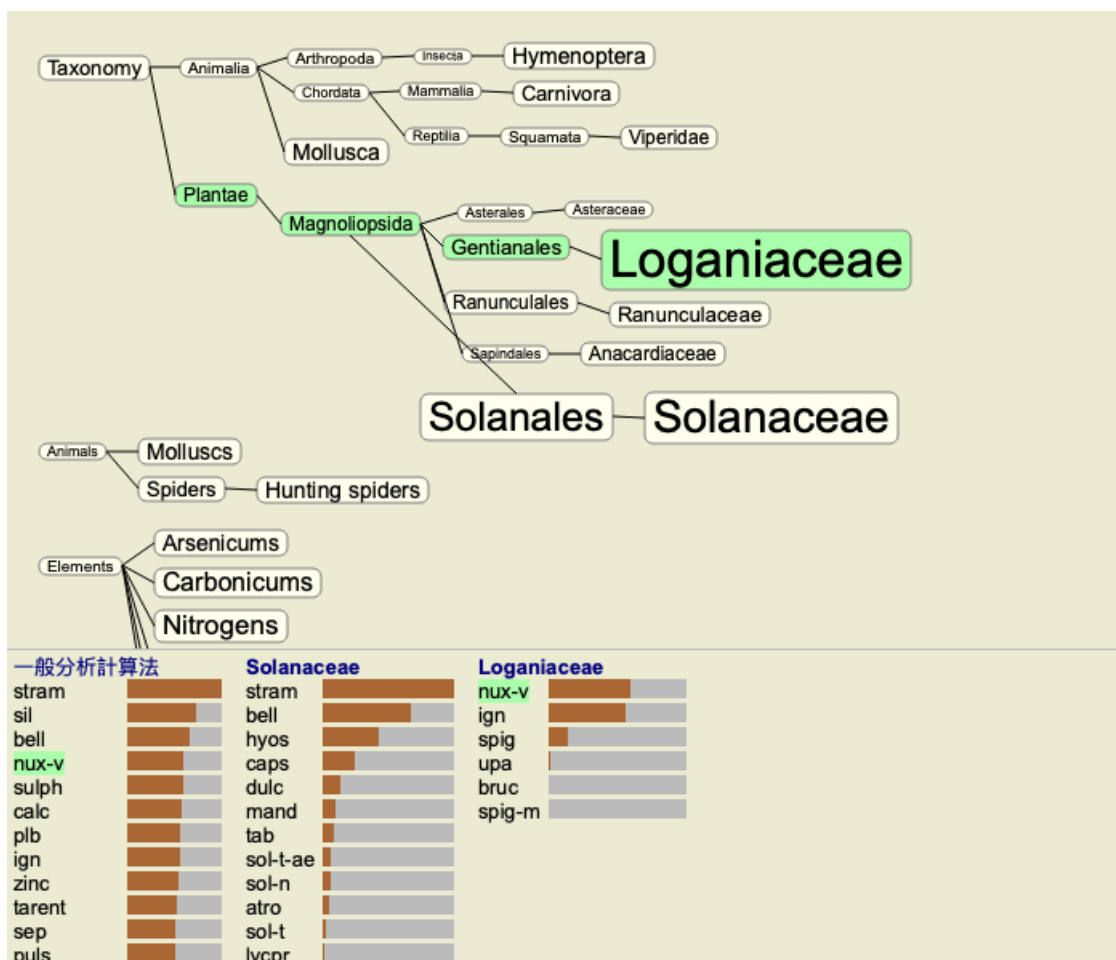 Taxonomy
Animalia
Arthropoda
Insecta
Hymenoptera
Chordata
Mammalia
Carnivora
Reptilia
Squamata
Viperidae
Mollusca
Plantae
Magnoliopsida
Asterales
Asteraceae
Gentianales
Loganiaceae
Ranunculales
Ranunculaceae
Sapindales
Anacardiaceae
Solanales
Solanaceae
Animals
Molluscs
Spiders
Hunting spiders
Elements
Arsenicums
Carbonicums
Nitrogens
一般分析計算法
stram
sil
bell
nux-v
sulph
calc
plb
ign
zinc
tarent
sep
puls
Solanaceae
stram
bell
hyos
caps
dulc
mand
tab
sol-t-ae
sol-n
atro
sol-t
lycpr
Loganiaceae
nux-v
ign
spig
upa
bruc
spig-m